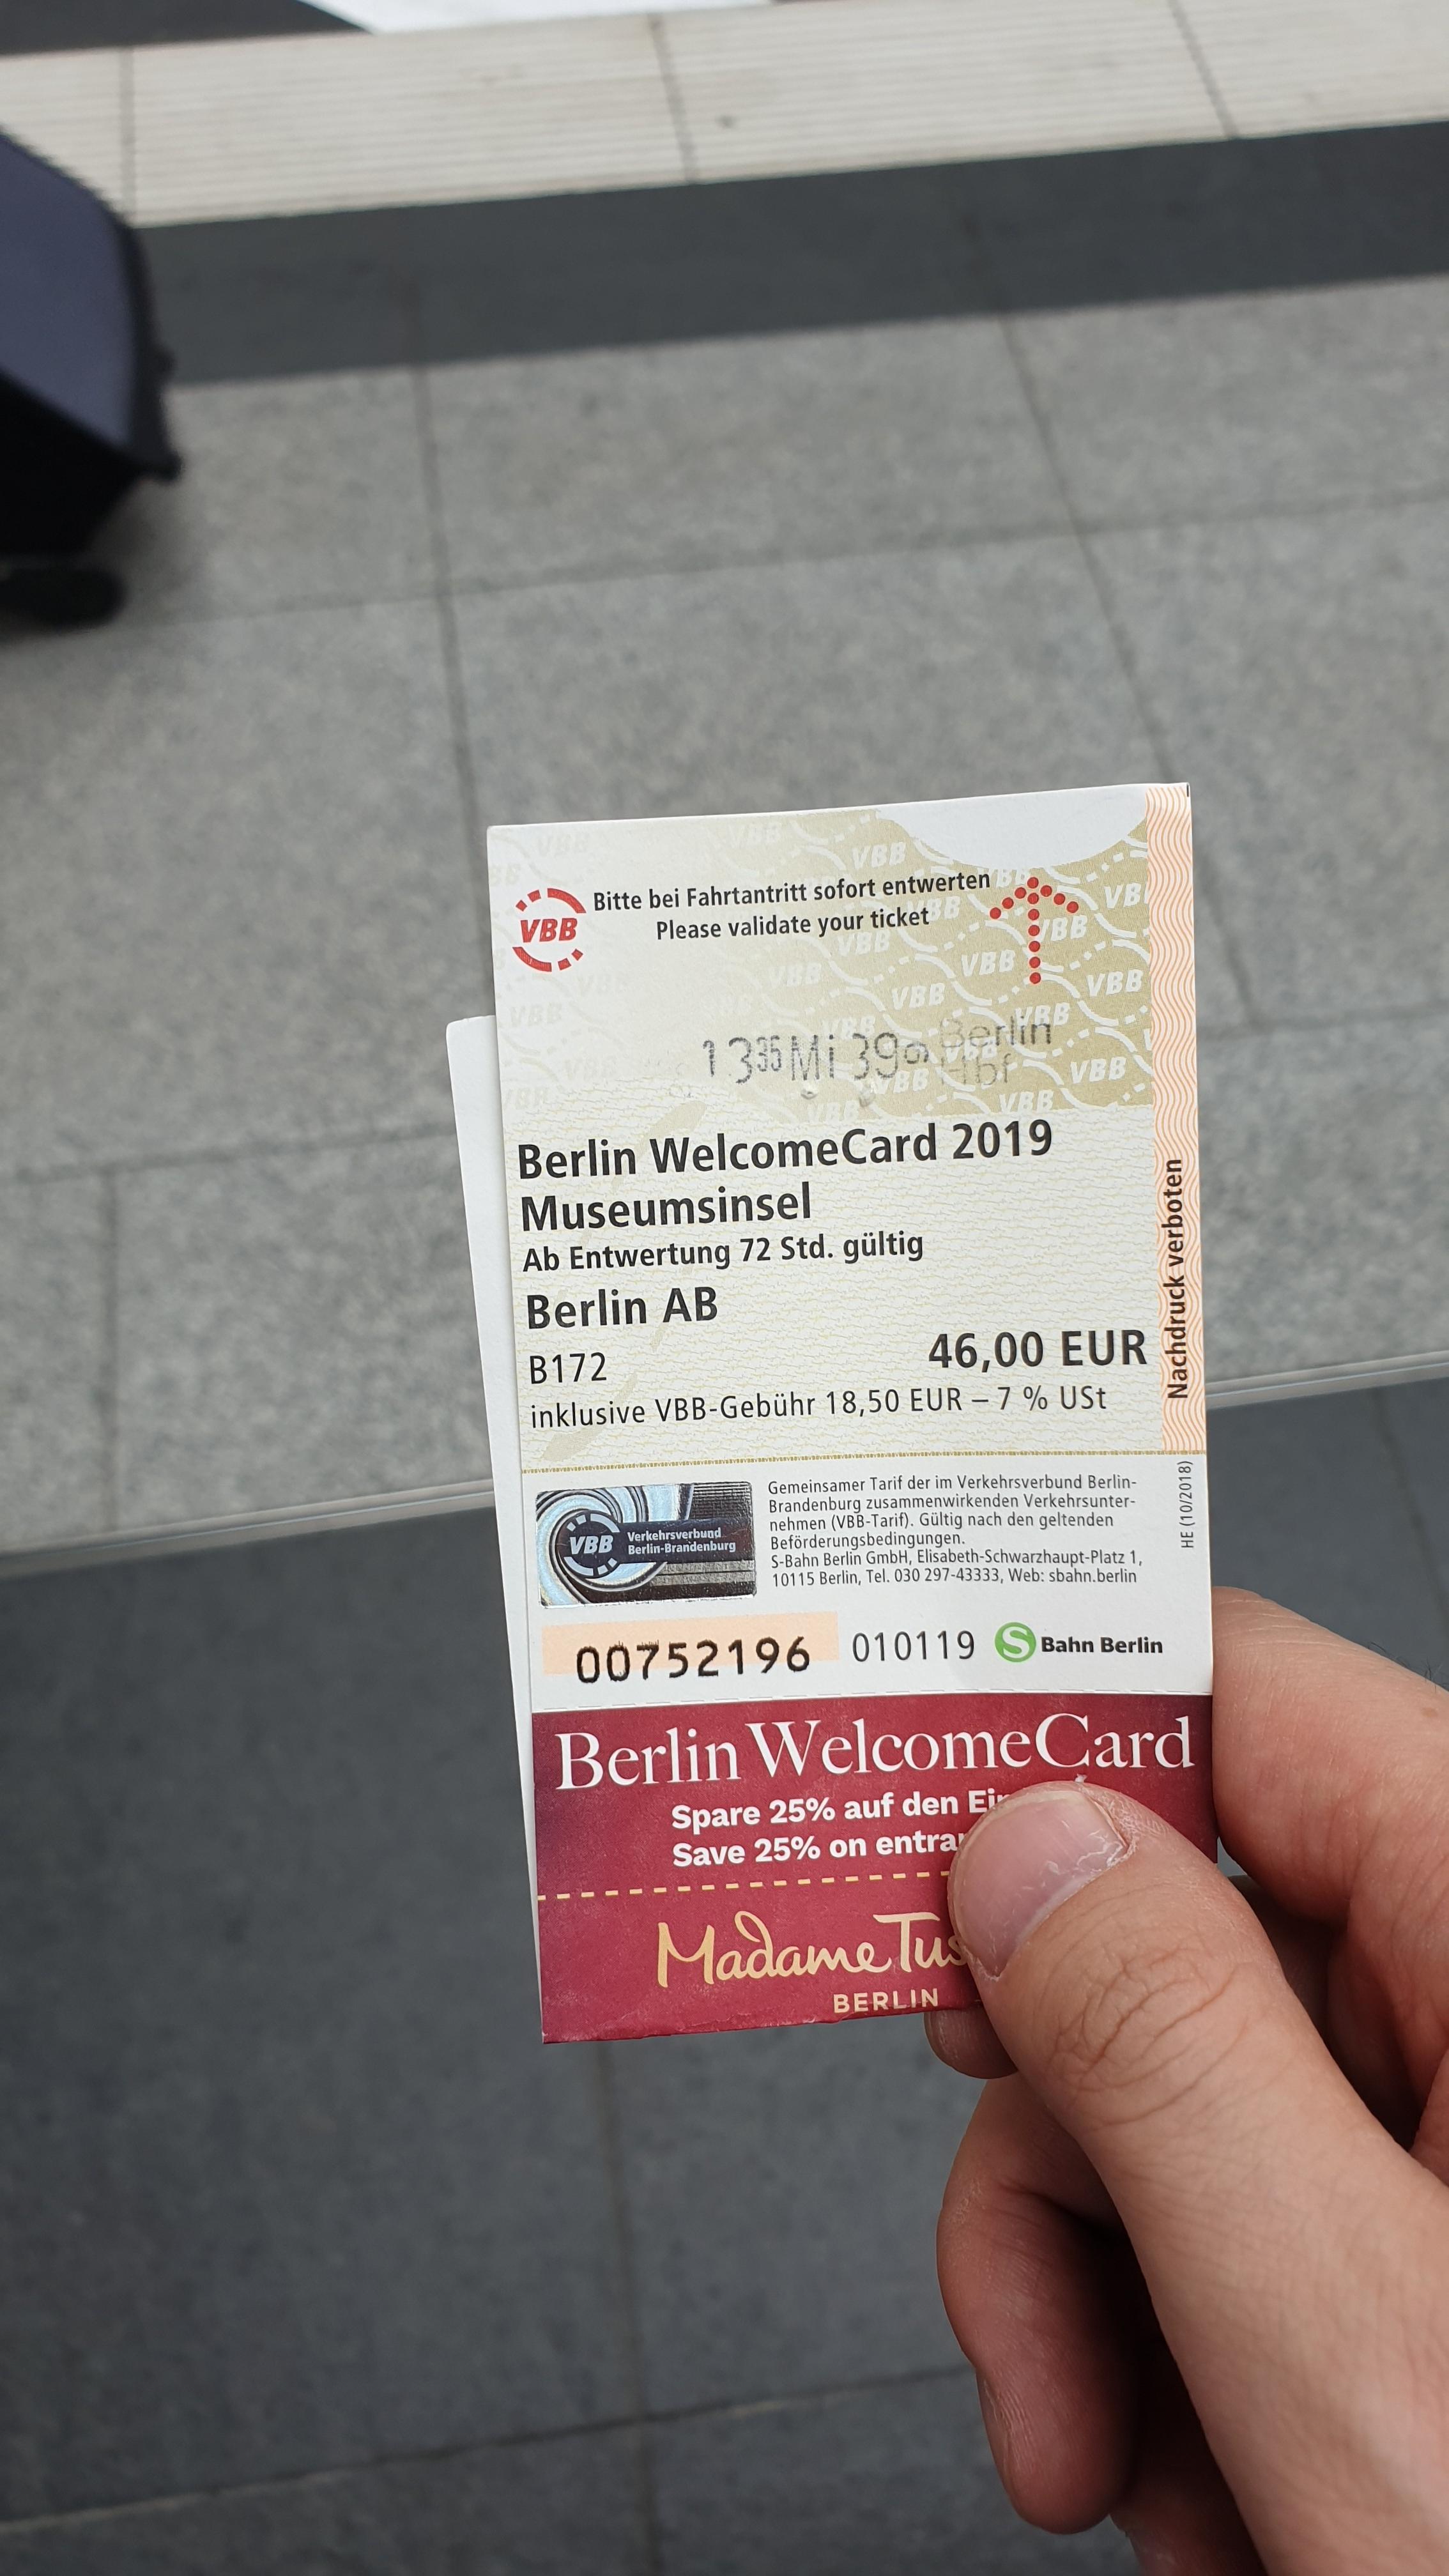 VBB
Bitte bei Fahrtantritt sofort entwerten
Please validate your ticket
13 35 Mi 39 Berlin
Hbf
Berlin WelcomeCard 2019
Museumsinsel
Ab Entwertung 72 Std. gültig
Berlin AB
B172
46,00 EUR
inklusive VBB-Gebühr 18,50 EUR – 7 % USt
Nachdruck verboten
HE (10/2018)
VBB
Verkehrsverbund
Berlin-Brandenburg
Gemeinsamer Tarif der im Verkehrsverbund Berlin-
Brandenburg zusammenwirkenden Verkehrsunter-
nehmen (VBB-Tarif). Gültig nach den geltenden
Beförderungsbedingungen.
S-Bahn Berlin GmbH, Elisabeth-Schwarzhaupt-Platz 1,
10115 Berlin, Tel. 030 297-43333, Web: sbahn.berlin
00752196
010119
S Bahn Berlin
Berlin WelcomeCard
Spare 25% auf den
Save 25% on
Madame
BERLIN